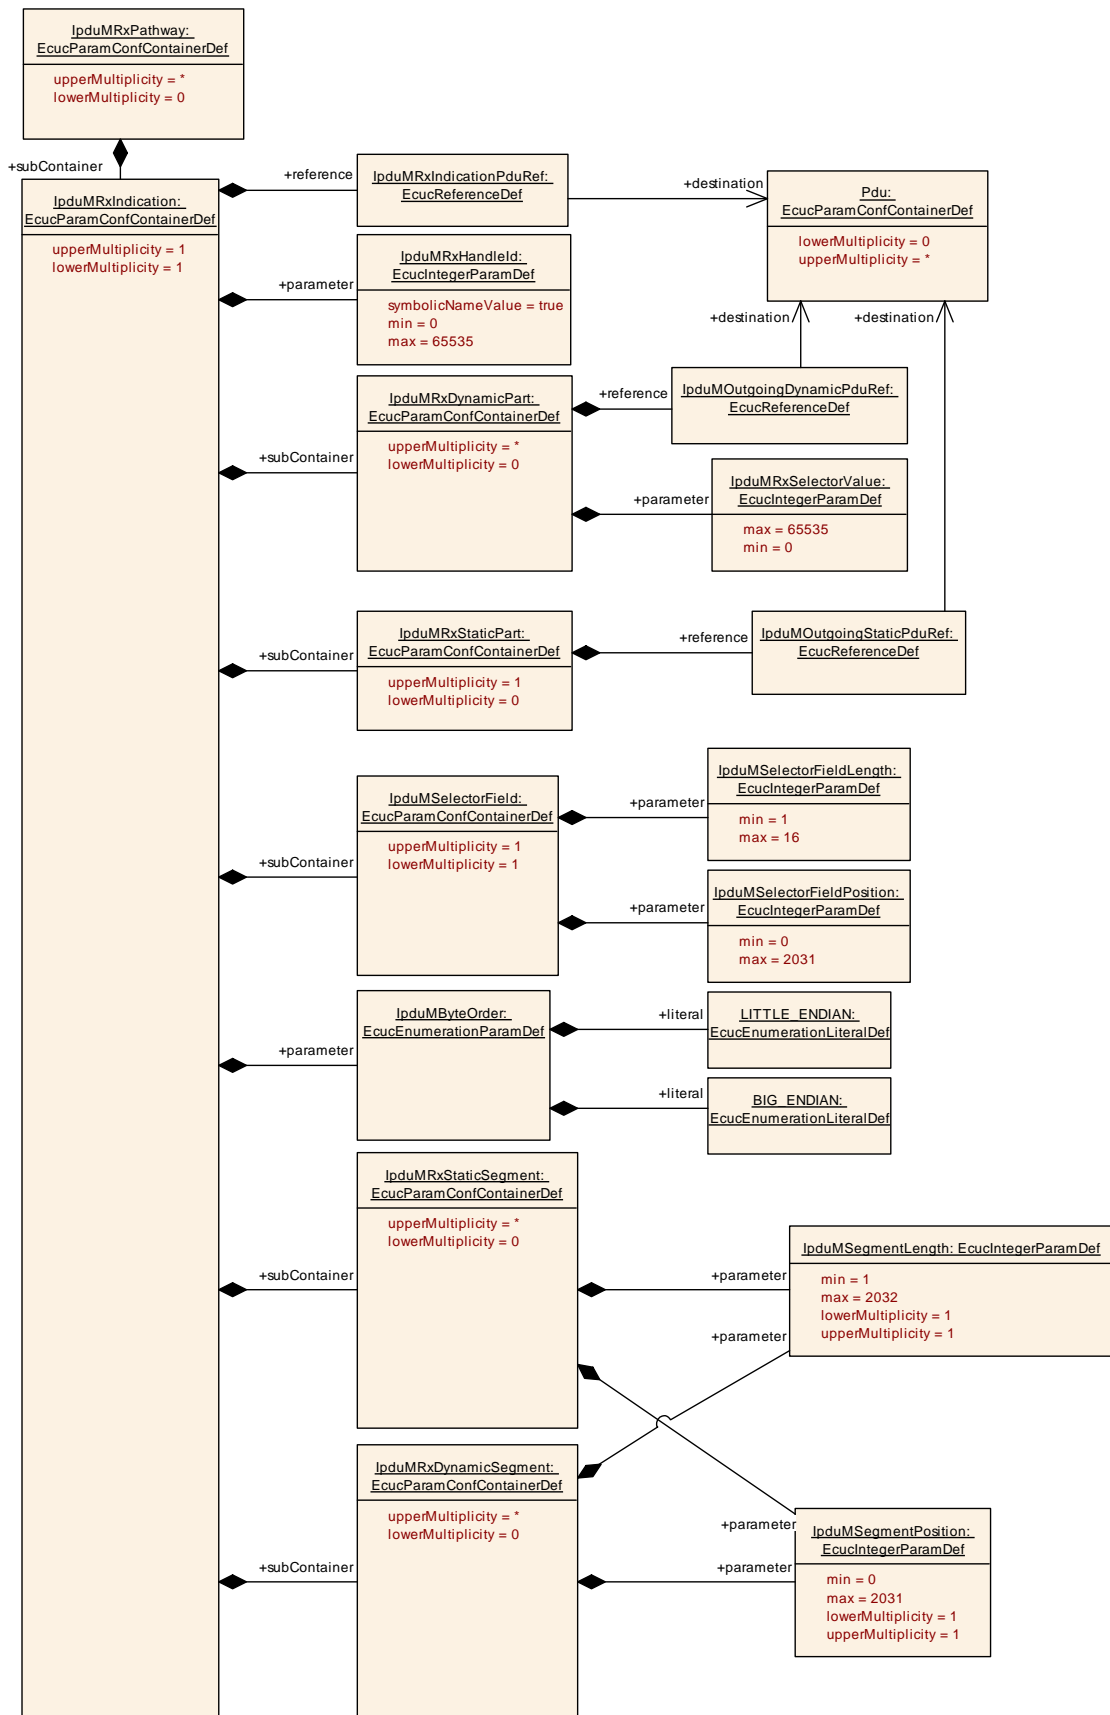 IpduMRxPathway:
EcucParamConfContainerDef
upperMultiplicity = *
lowerMultiplicity = 0
+subContainer
IpduMRxIndication:
EcucParamConfContainerDef
upperMultiplicity = 1
lowerMultiplicity = 1
+reference
IpduMRxIndicationPduRef:
EcucReferenceDef
+destination
Pdu:
EcucParamConfContainerDef
lowerMultiplicity = 0
upperMultiplicity = *
+parameter
IpduMRxHandleId:
EcucIntegerParamDef
symbolicNameValue = true
min = 0
max = 65535
+destination
+destination
+subContainer
IpduMRxDynamicPart:
EcucParamConfContainerDef
upperMultiplicity = *
lowerMultiplicity = 0
+reference
IpduMOutgoingDynamicPduRef:
EcucReferenceDef
+parameter
IpduMRxSelectorValue:
EcucIntegerParamDef
max = 65535
min = 0
+subContainer
IpduMRxStaticPart:
EcucParamConfContainerDef
upperMultiplicity = 1
lowerMultiplicity = 0
+reference
IpduMOutgoingStaticPduRef:
EcucReferenceDef
+subContainer
IpduMSelectorField:
EcucParamConfContainerDef
upperMultiplicity = 1
lowerMultiplicity = 1
+parameter
IpduMSelectorFieldLength:
EcucIntegerParamDef
min = 1
max = 16
+parameter
IpduMSelectorFieldPosition:
EcucIntegerParamDef
min = 0
max = 2031
+parameter
IpduMByteOrder:
EcucEnumerationParamDef
+literal
LITTLE_ENDIAN:
EcucEnumerationLiteralDef
+literal
BIG_ENDIAN:
EcucEnumerationLiteralDef
+subContainer
IpduMRxStaticSegment:
EcucParamConfContainerDef
upperMultiplicity = *
lowerMultiplicity = 0
+parameter
IpduMSegmentLength: EcucIntegerParamDef
min = 1
max = 2032
lowerMultiplicity = 1
upperMultiplicity = 1
+parameter
+subContainer
IpduMRxDynamicSegment:
EcucParamConfContainerDef
upperMultiplicity = *
lowerMultiplicity = 0
+parameter
+parameter
IpduMSegmentPosition:
EcucIntegerParamDef
min = 0
max = 2031
lowerMultiplicity = 1
upperMultiplicity = 1